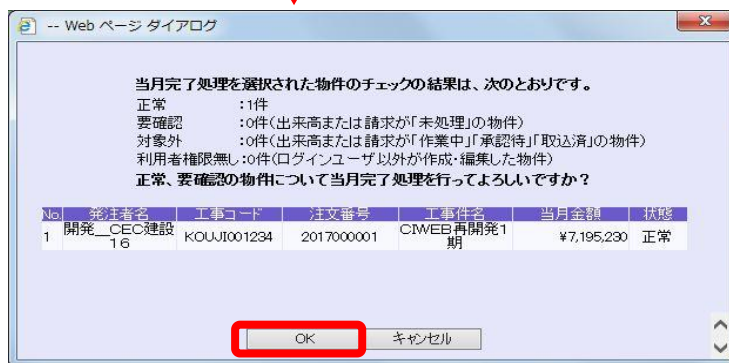 -- Web ページ ダイアログ
当月完了処理を選択された物件のチェックの結果は、次のとおりです。
正常 :1件
要確認 :0件(出来高または請求が「未処理」の物件)
対象外 :0件(出来高または請求が「作業中」「承認待」「取込済」の物件)
利用者権限無し:0件(ログインユーザ以外が作成・編集した物件)
正常、要確認の物件について当月完了処理を行ってよろしいですか?
No. 発注者名 工事コード 注文番号 工事件名 当月金額 状態
1 開発__CEC建設16 KOUJI001234 2017000001 CIWEB再開発1期 ¥7,195,230 正常
OK キャンセル